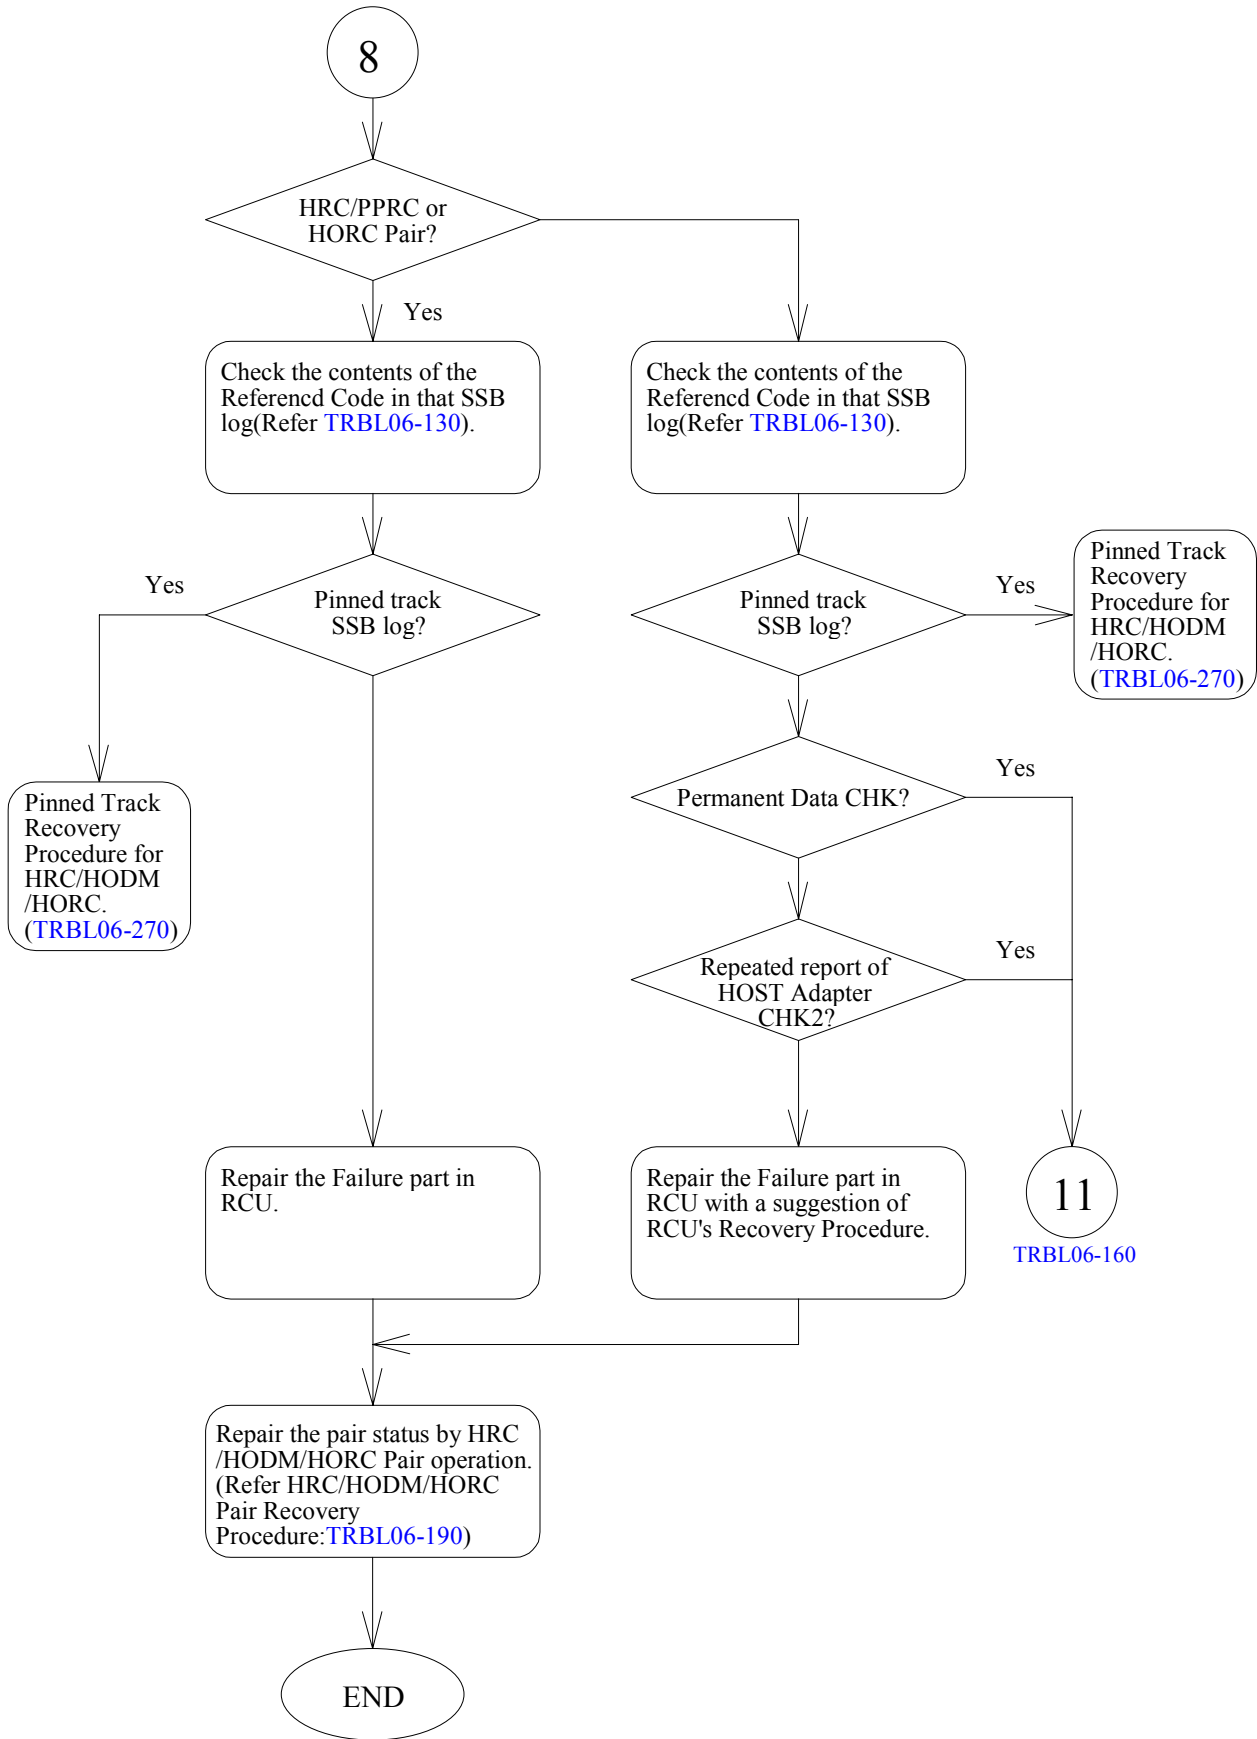 8
HRC/PPRC or
HORC Pair?
Yes
Check the contents of the
Referencd Code in that SSB
log(Refer TRBL06-130).
Check the contents of the
Referencd Code in that SSB
log(Refer TRBL06-130).
Yes
Pinned track
SSB log?
Pinned track
SSB log?
Yes
Pinned Track
Recovery
Procedure for
HRC/HODM
/HORC.
(TRBL06-270)
Permanent Data CHK?
Yes
Pinned Track
Recovery
Procedure for
HRC/HODM
/HORC.
(TRBL06-270)
Repeated report of
HOST Adapter
CHK2?
Yes
Repair the Failure part in
RCU.
Repair the Failure part in
RCU with a suggestion of
RCU's Recovery Procedure.
11
TRBL06-160
Repair the pair status by HRC
/HODM/HORC Pair operation.
(Refer HRC/HODM/HORC
Pair Recovery
Procedure:TRBL06-190)
END